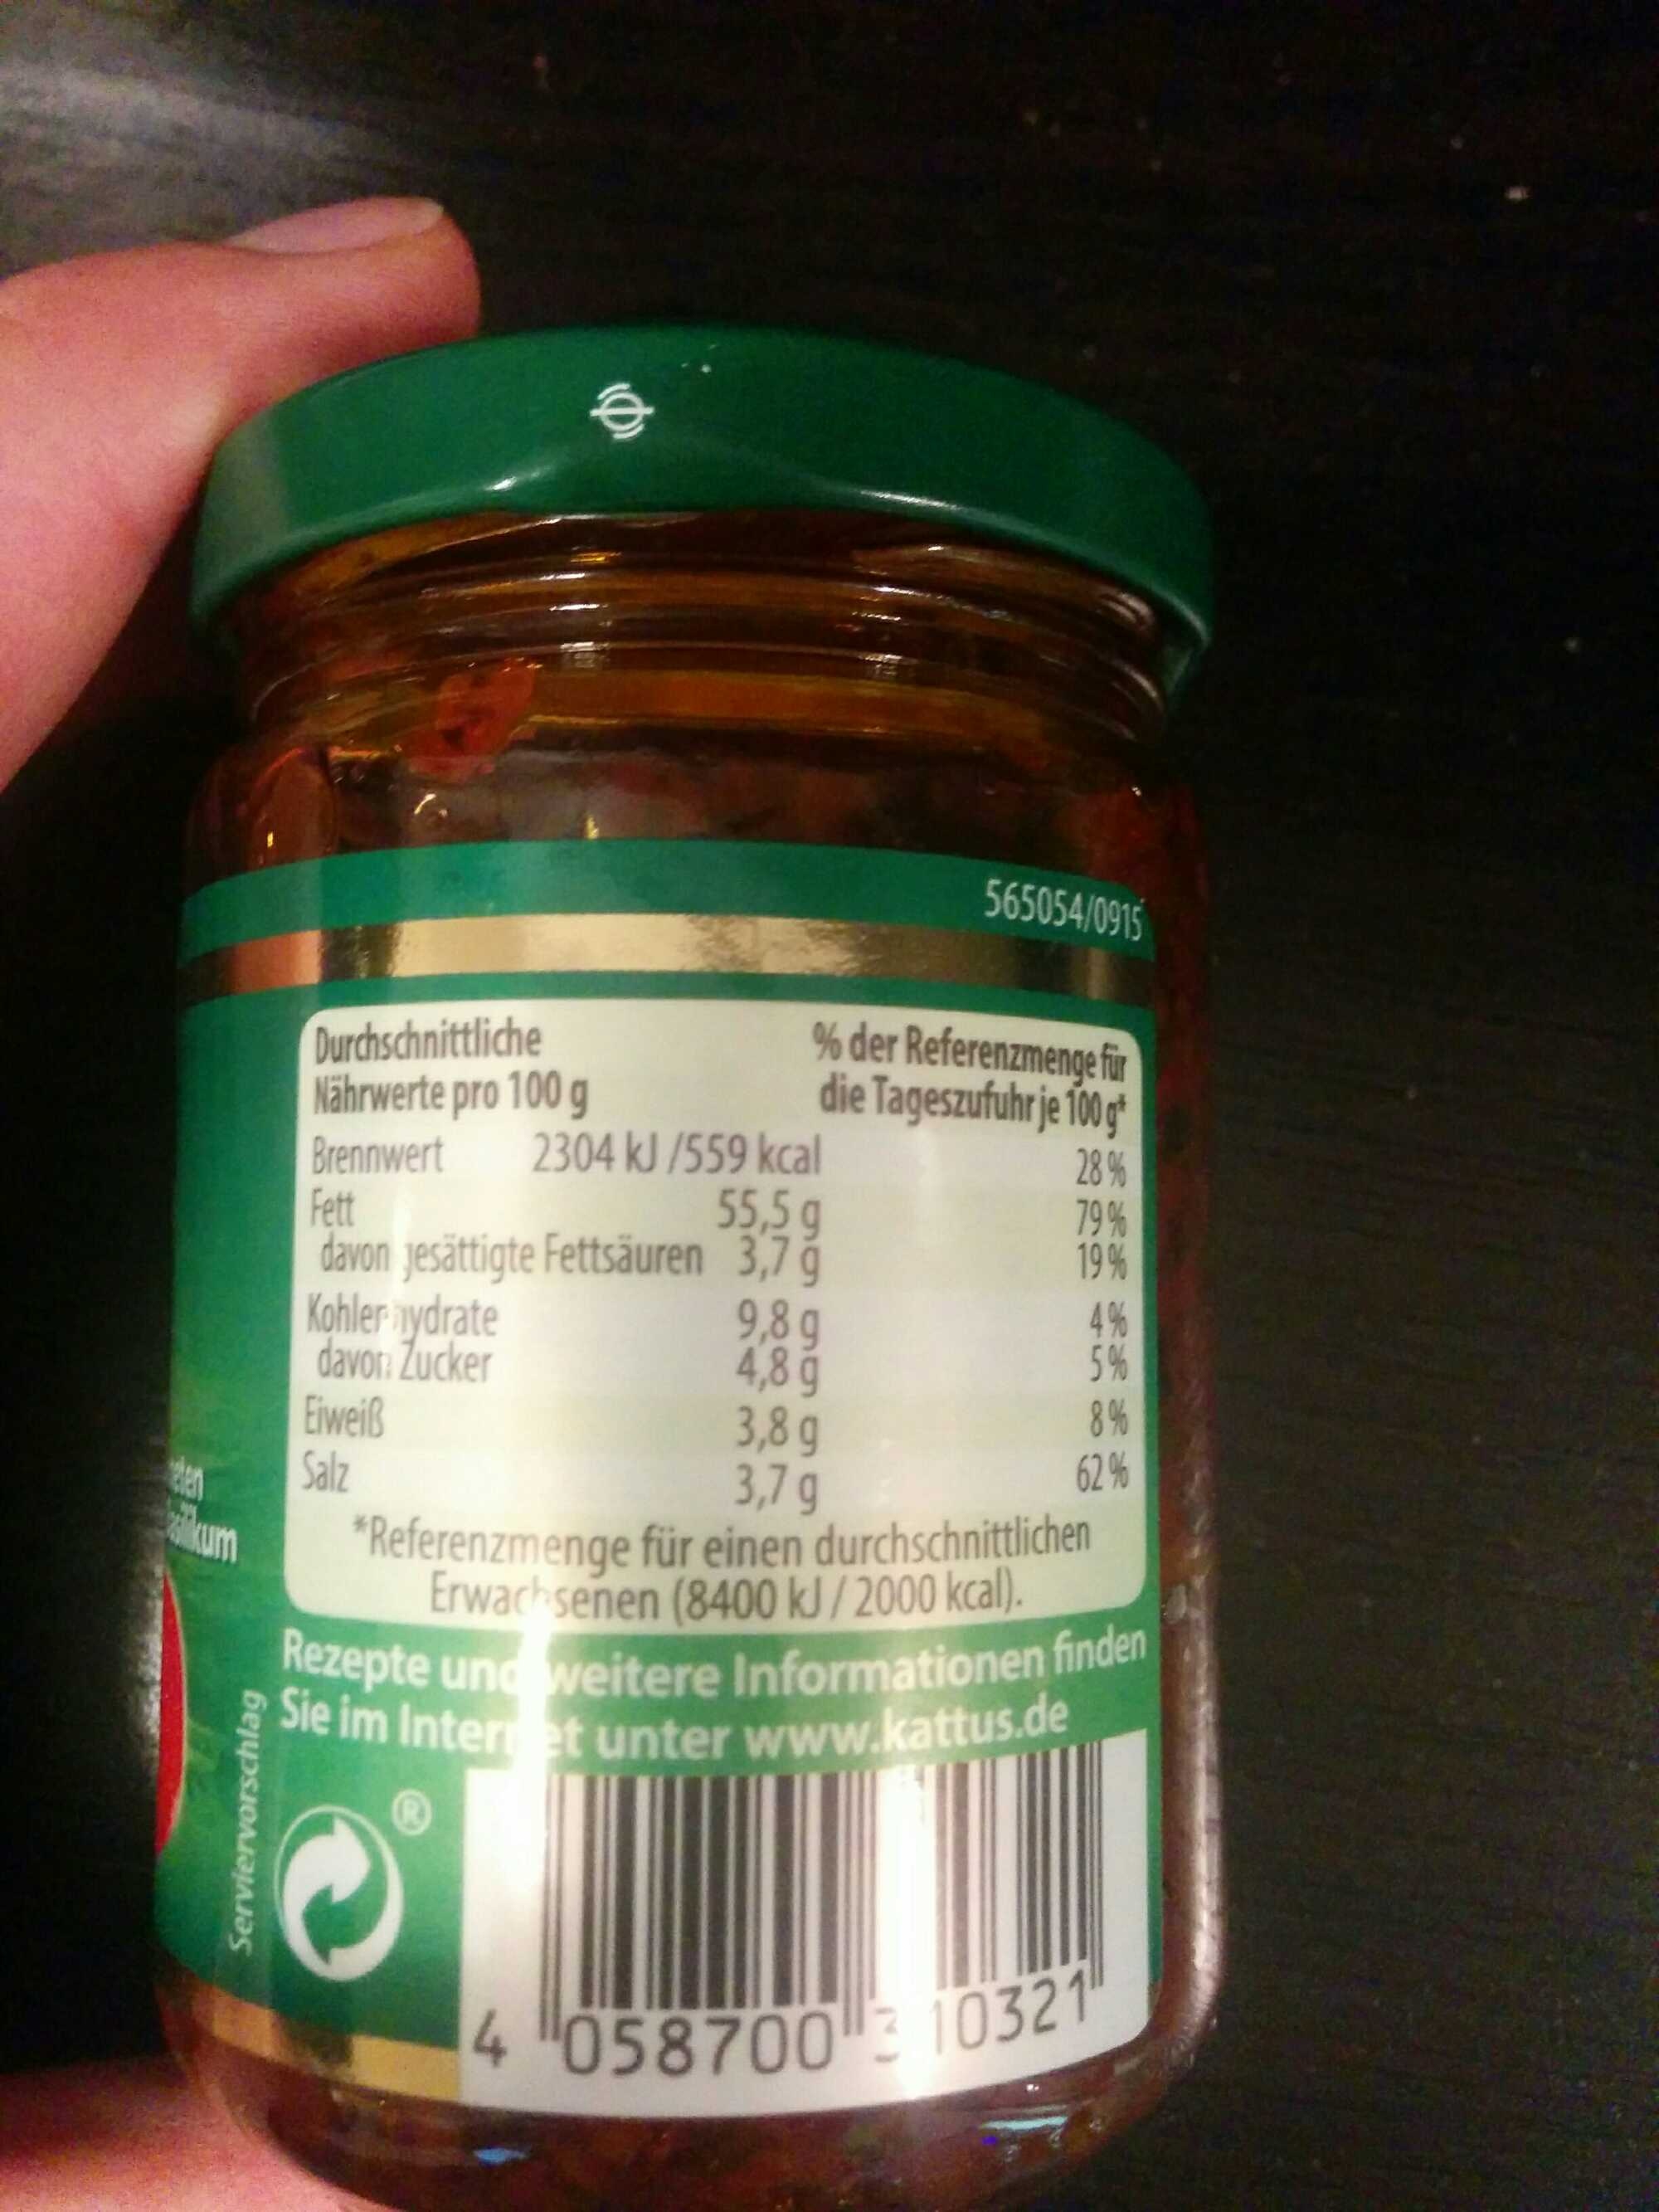 565054/0915
Durchschnittliche
Nährwerte pro 100 g
% der Referenzmenge für
die Tageszufuhr je 100 g*
Brennwert 2304 kJ /559 kcal 28 %
Fett 55,5 g 79 %
davon gesättigte Fettsäuren 3,7 g 19 %
Kohlenhydrate 9,8 g 4 %
davon Zucker 4,8 g 5 %
Eiweiß 3,8 g 8 %
Salz 3,7 g 62 %
*Referenzmenge für einen durchschnittlichen
Erwachsenen (8400 kJ / 2000 kcal).
Rezepte und weitere Informationen finden
Sie im Internet unter www.kattus.de
Serviervorschlag
®
4 058700 310321